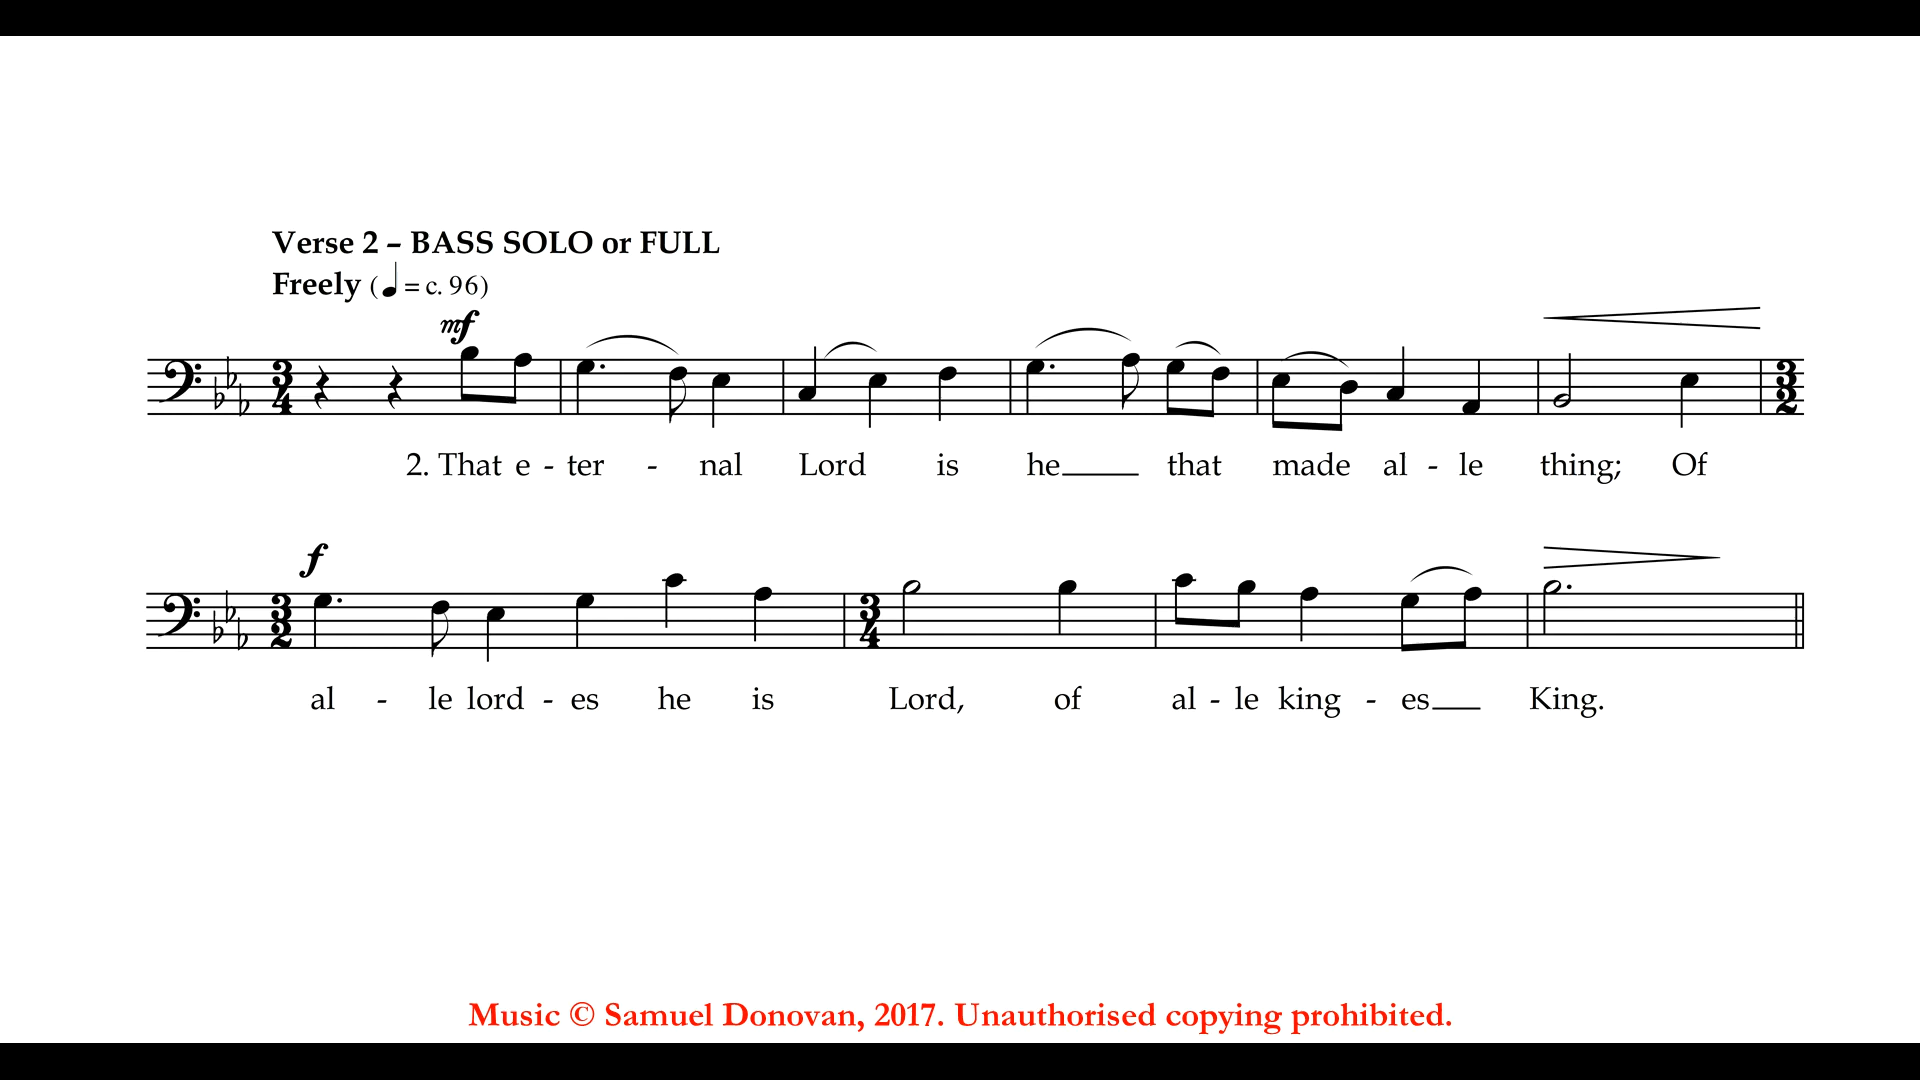 Verse 2 – BASS SOLO or FULL
Freely (♩ = c. 96)
mf
2. That e - ter - nal Lord is he___ that made al - le thing; Of
f
al - le lord - es he is Lord, of al - le king - es___ King.
Music © Samuel Donovan, 2017. Unauthorised copying prohibited.